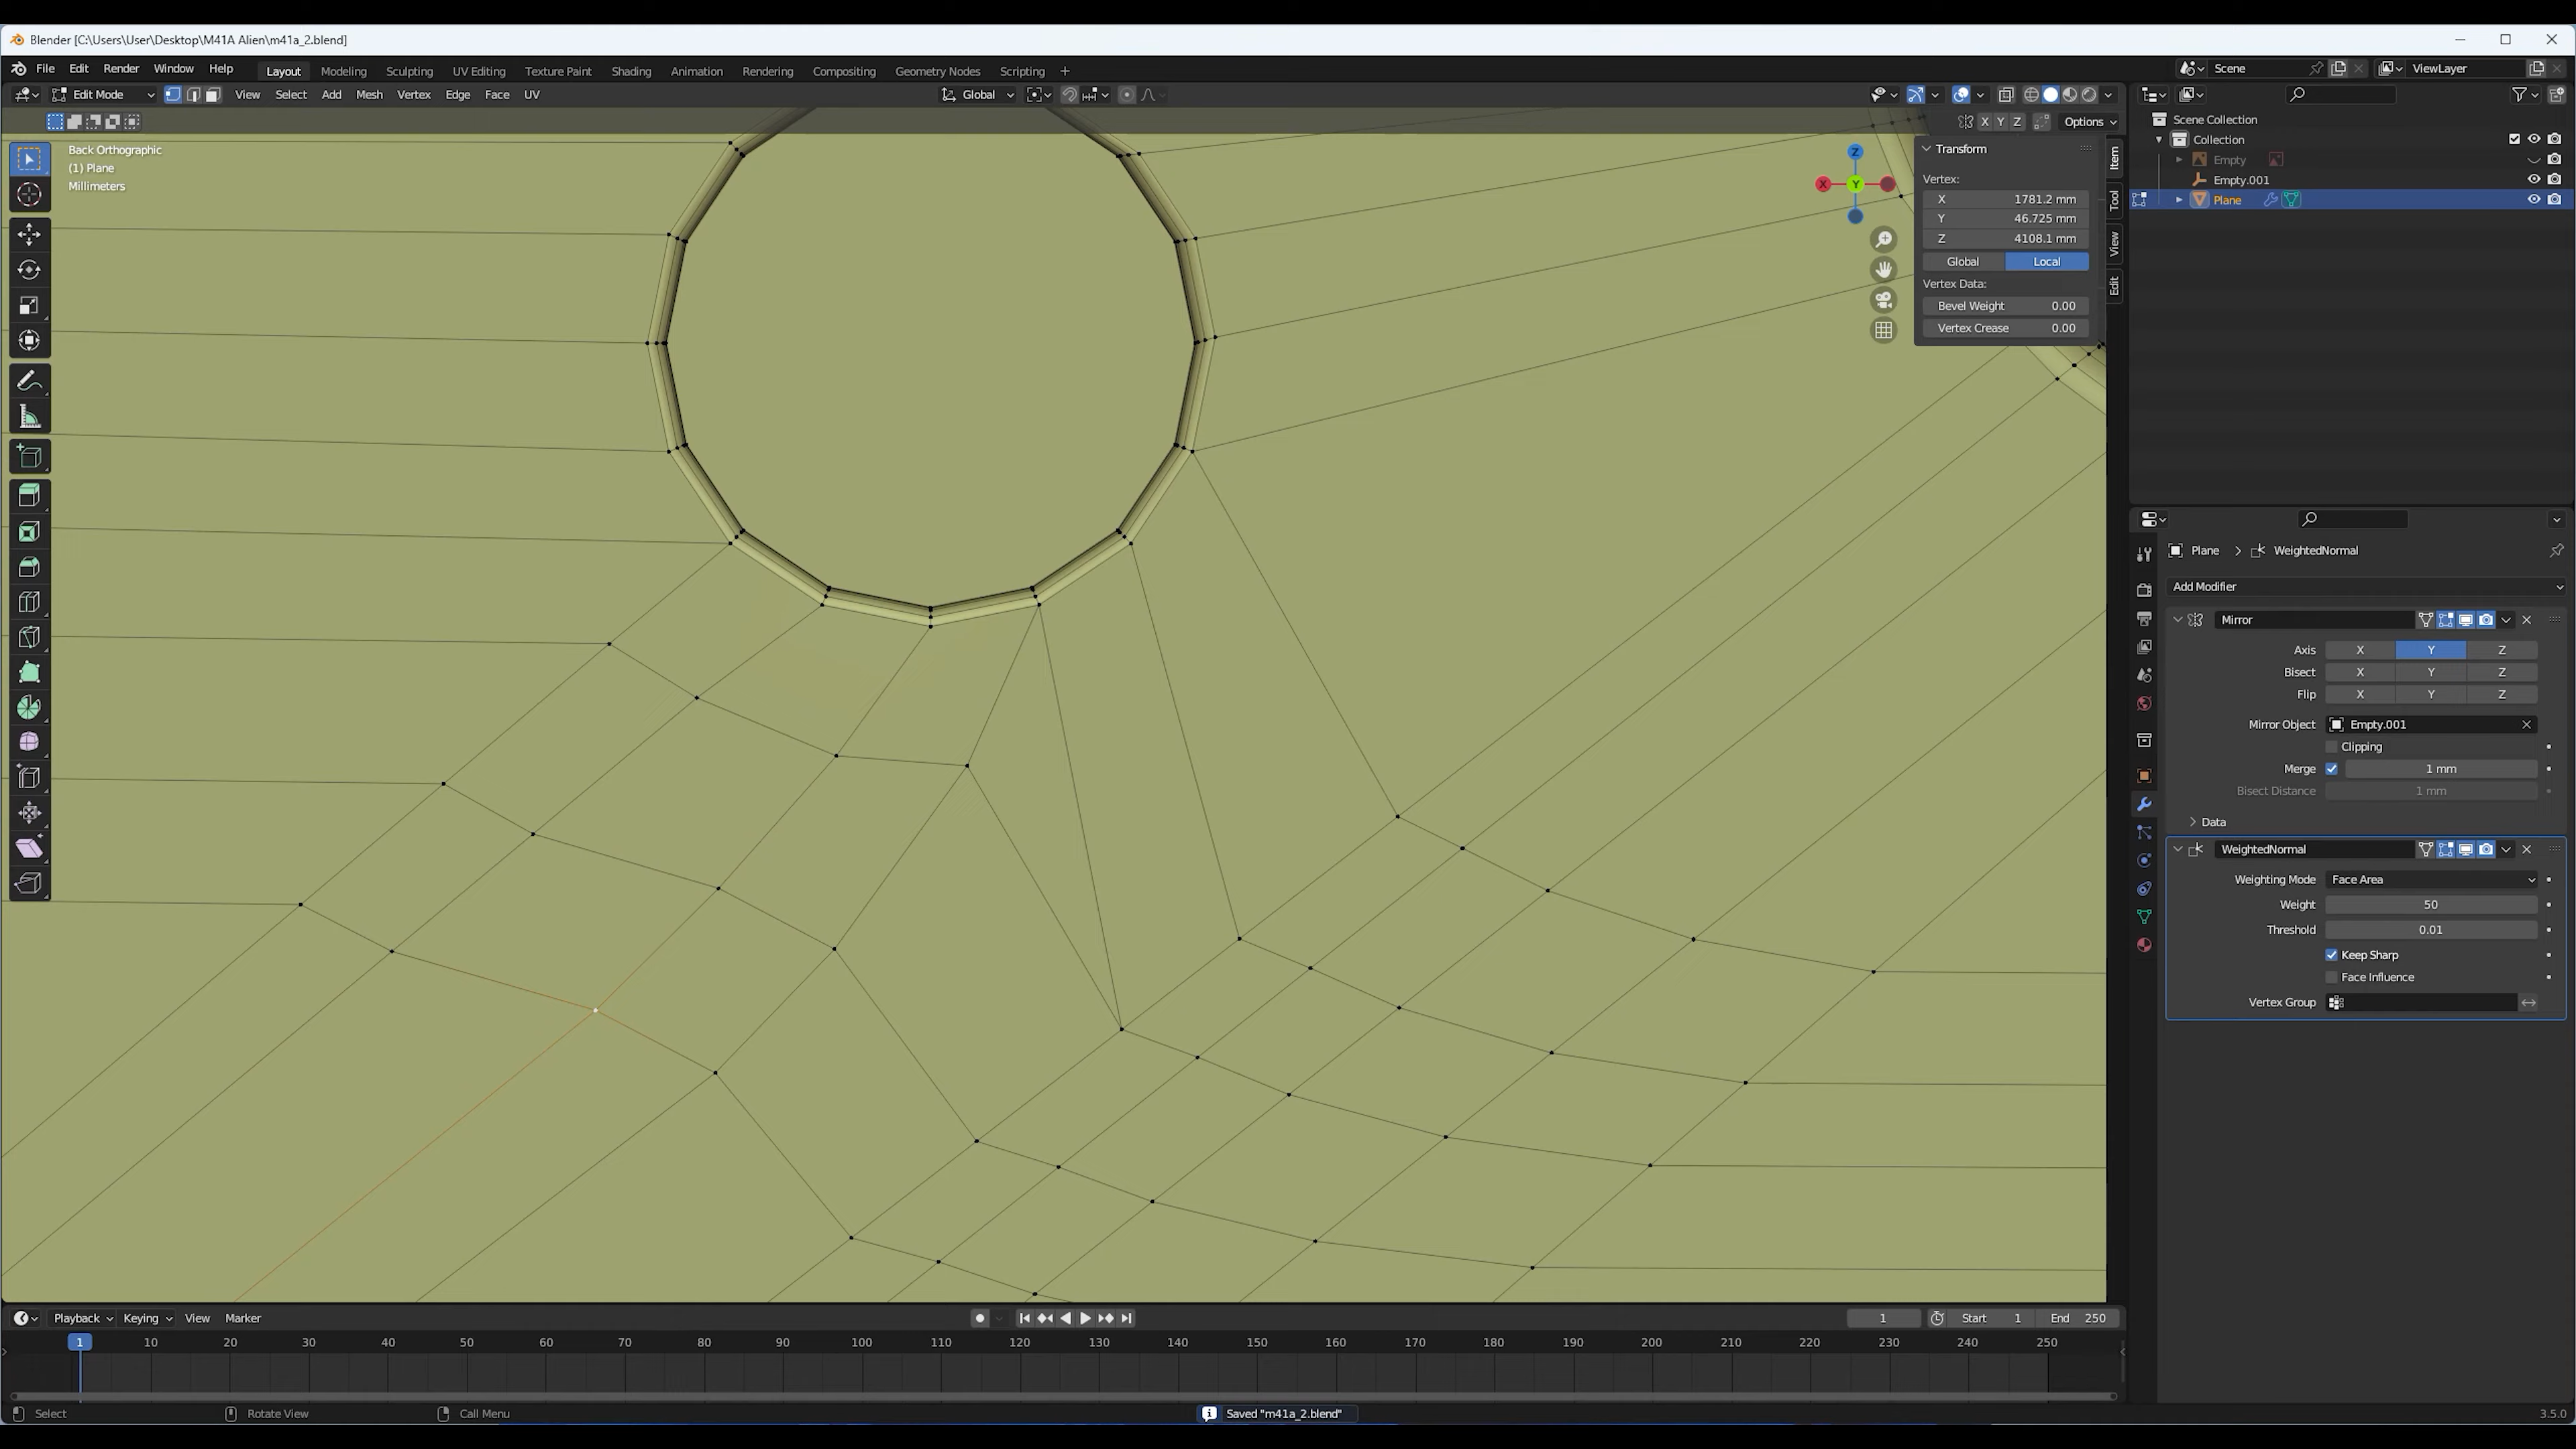 Blender [C:\Users\User\Desktop\M41A Alien\m41a_2.blend]
File Edit Render Window Help Layout Modeling Sculpting UV Editing Texture Paint Shading Animation Rendering Compositing Geometry Nodes Scripting + Scene ViewLayer
Edit Mode View Select Add Mesh Vertex Edge Face UV Global
X Y Z Options
Back Orthographic
(1) Plane
Millimeters
Z
X Y
Transform
Vertex:
X 1781.2 mm
Y 46.725 mm
Z 4108.1 mm
Global Local
Vertex Data:
Bevel Weight 0.00
Vertex Crease 0.00
Item
Tool
View
Edit
Scene Collection
Collection
Empty
Empty.001
Plane
Plane > WeightedNormal
Add Modifier
Mirror
Axis X Y Z
Bisect X Y Z
Flip X Y Z
Mirror Object Empty.001
Clipping
Merge 1 mm
Bisect Distance 1 mm
Data
WeightedNormal
Weighting Mode Face Area
Weight 50
Threshold 0.01
Keep Sharp
Face Influence
Vertex Group
Playback Keying View Marker 1 Start 1 End 250
1 10 20 30 40 50 60 70 80 90 100 110 120 130 140 150 160 170 180 190 200 210 220 230 240 250
Select Rotate View Call Menu Saved "m41a_2.blend" 3.5.0